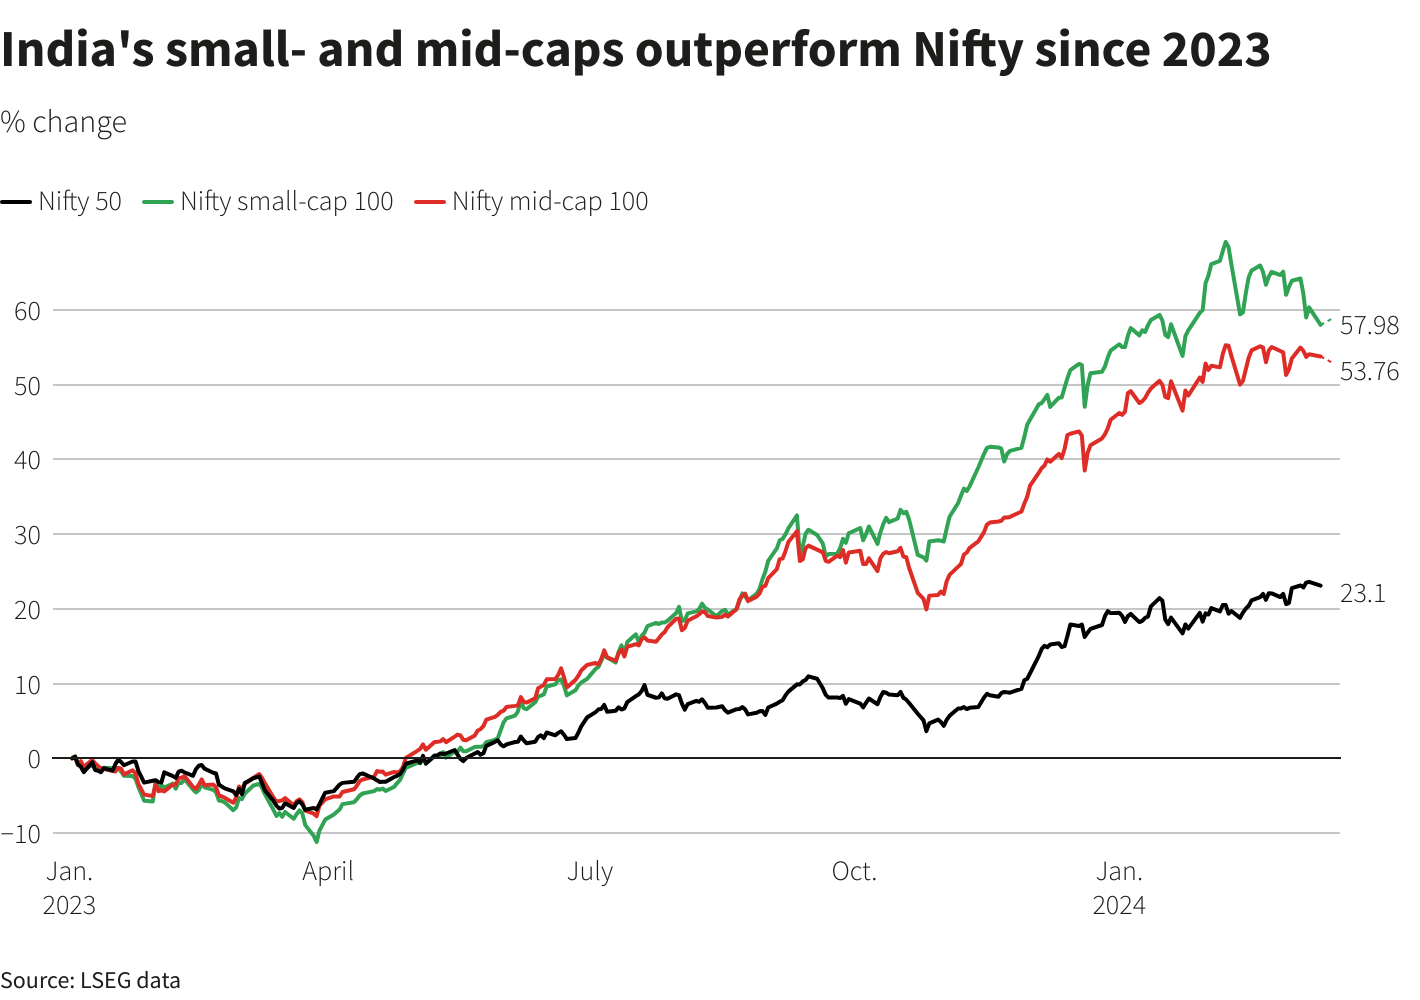 India's small- and mid-caps outperform Nifty since 2023
% change
Nifty 50 Nifty small-cap 100 Nifty mid-cap 100
60
57.98
53.76
50
40
30
23.1
20
10
0
−10
Jan. April July Oct. Jan.
2023 2024
Source: LSEG data